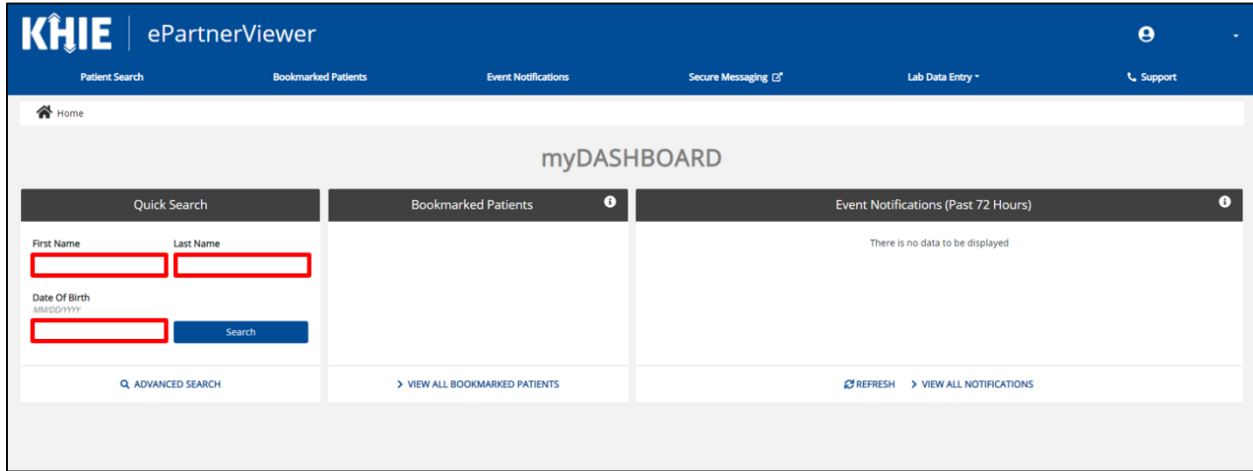 KHIE ePartnerViewer
Patient Search Bookmarked Patients Event Notifications Secure Messaging Lab Data Entry Support
Home
myDASHBOARD
Quick Search Bookmarked Patients Event Notifications (Past 72 Hours)
First Name Last Name There is no data to be displayed
Date Of Birth
MM/DD/YYYY
Search
ADVANCED SEARCH VIEW ALL BOOKMARKED PATIENTS REFRESH VIEW ALL NOTIFICATIONS